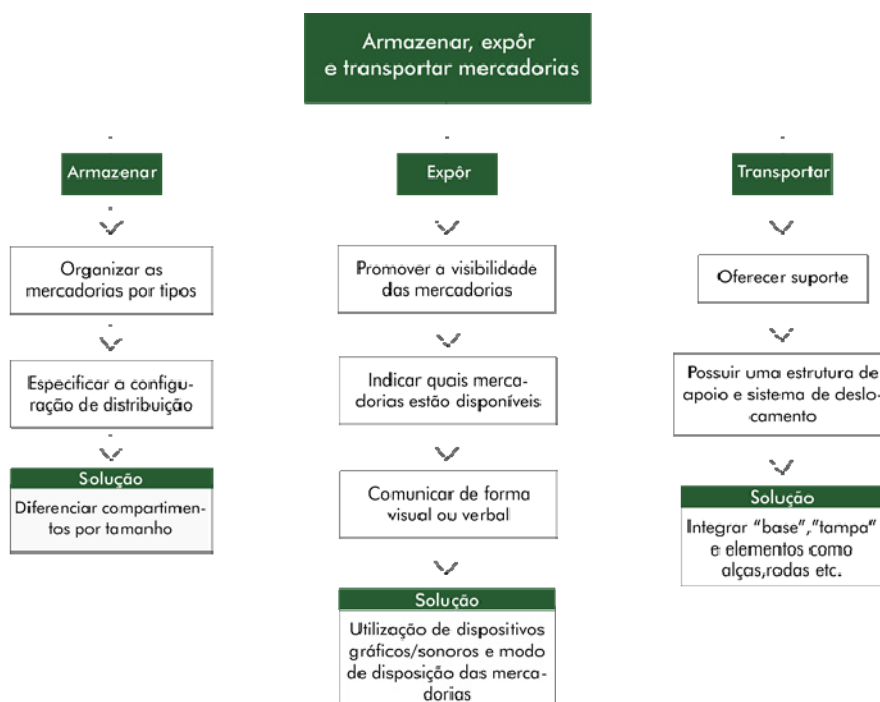 Armazenar, expôr
e transportar mercadorias
Armazenar
Organizar as
mercadorias por tipos
Especificar a configu-
ração de distribuição
Solução
Diferenciar compartimen-
tos por tamanho
Expôr
Promover a visibilidade
das mercadorias
Indicar quais merca-
dorias estão disponíveis
Comunicar de forma
visual ou verbal
Solução
Utilização de dispositivos
gráficos/sonoros e modo
de disposição das merca-
dorias
Transportar
Oferecer suporte
Possuir uma estrutura de
apoio e sistema de deslo-
camento
Solução
Integrar “base”,”tampa”
e elementos como
alças,rodas etc.